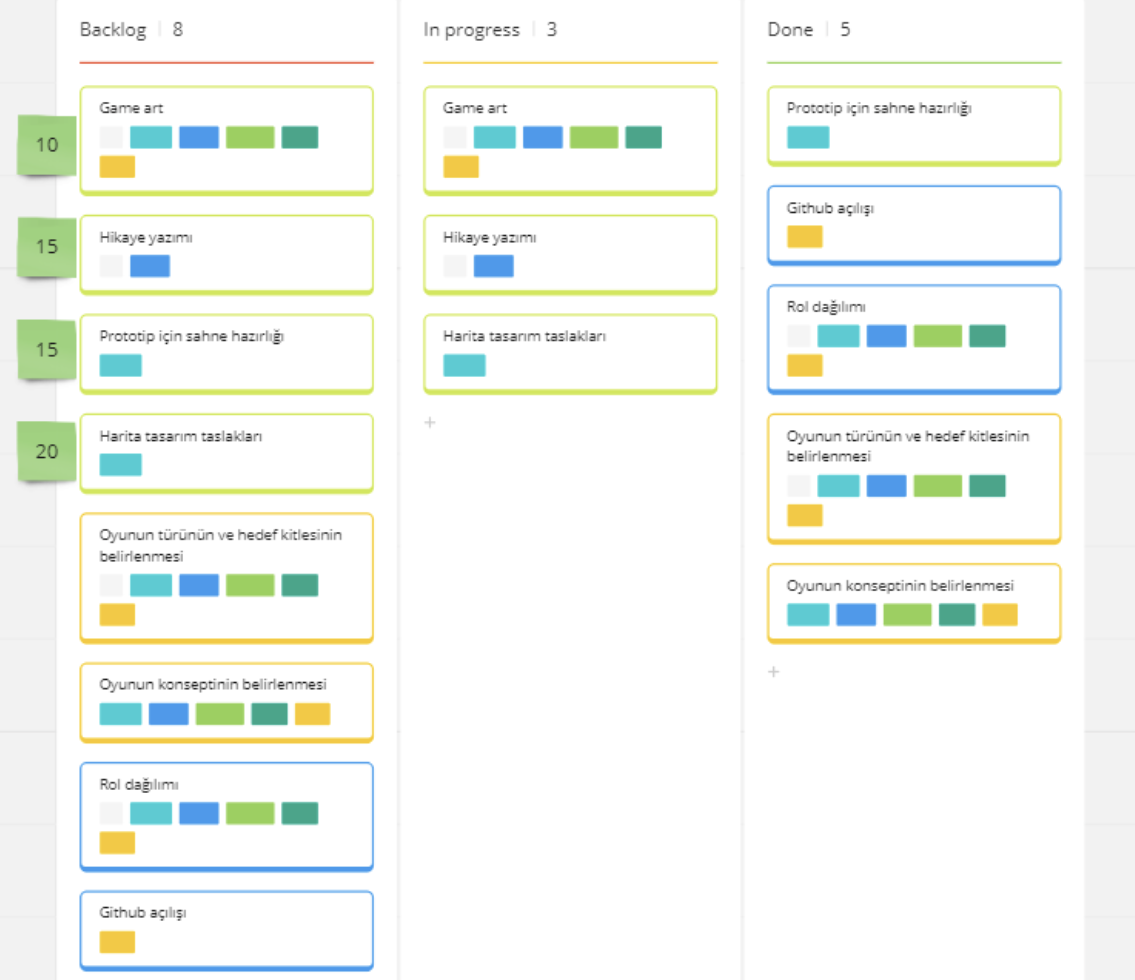 Backlog | 8
10
Game art
15
Hikaye yazımı
15
Prototip için sahne hazırlığı
20
Harita tasarım taslakları
Oyunun türünün ve hedef kitlesinin
belirlenmesi
Oyunun konseptinin belirlenmesi
Rol dağılımı
Github açılışı
In progress | 3
Game art
Hikaye yazımı
Harita tasarım taslakları
+
Done | 5
Prototip için sahne hazırlığı
Github açılışı
Rol dağılımı
Oyunun türünün ve hedef kitlesinin
belirlenmesi
Oyunun konseptinin belirlenmesi
+